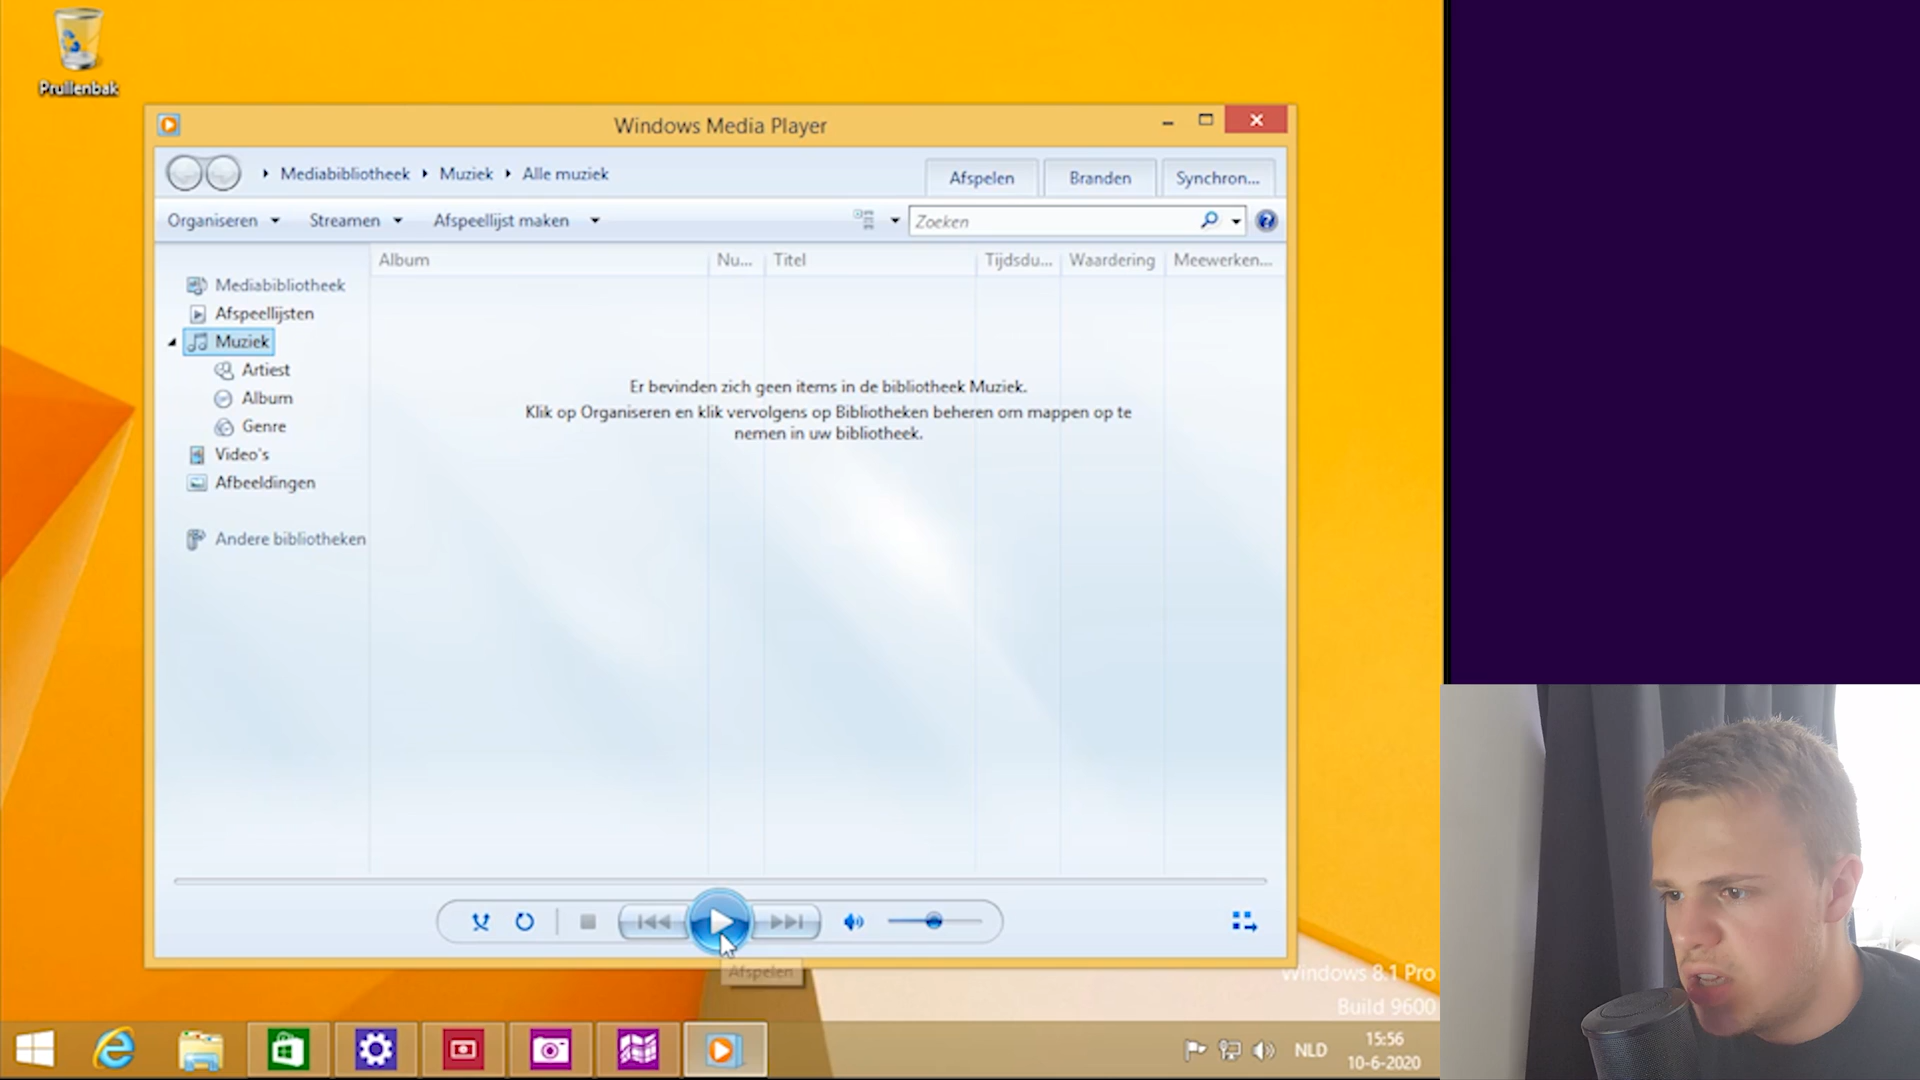 Prullenbak
Windows Media Player
Mediabibliotheek
Muziek
Alle muziek
Afspelen
Branden
Synchron...
Organiseren
Streamen
Afspeellijst maken
Zoeken
Album
Nu...
Titel
Tijdsdu...
Waardering
Meewerken...
Mediabibliotheek
Afspeellijsten
Muziek
Artiest
Album
Genre
Video's
Afbeeldingen
Andere bibliotheken
Er bevinden zich geen items in de bibliotheek Muziek.
Klik op Organiseren en klik vervolgens op Bibliotheken beheren om mappen op te
nemen in uw bibliotheek.
Afspelen
Windows 8.1 Pro
Build 9600
NLD
15:56
10-6-2020